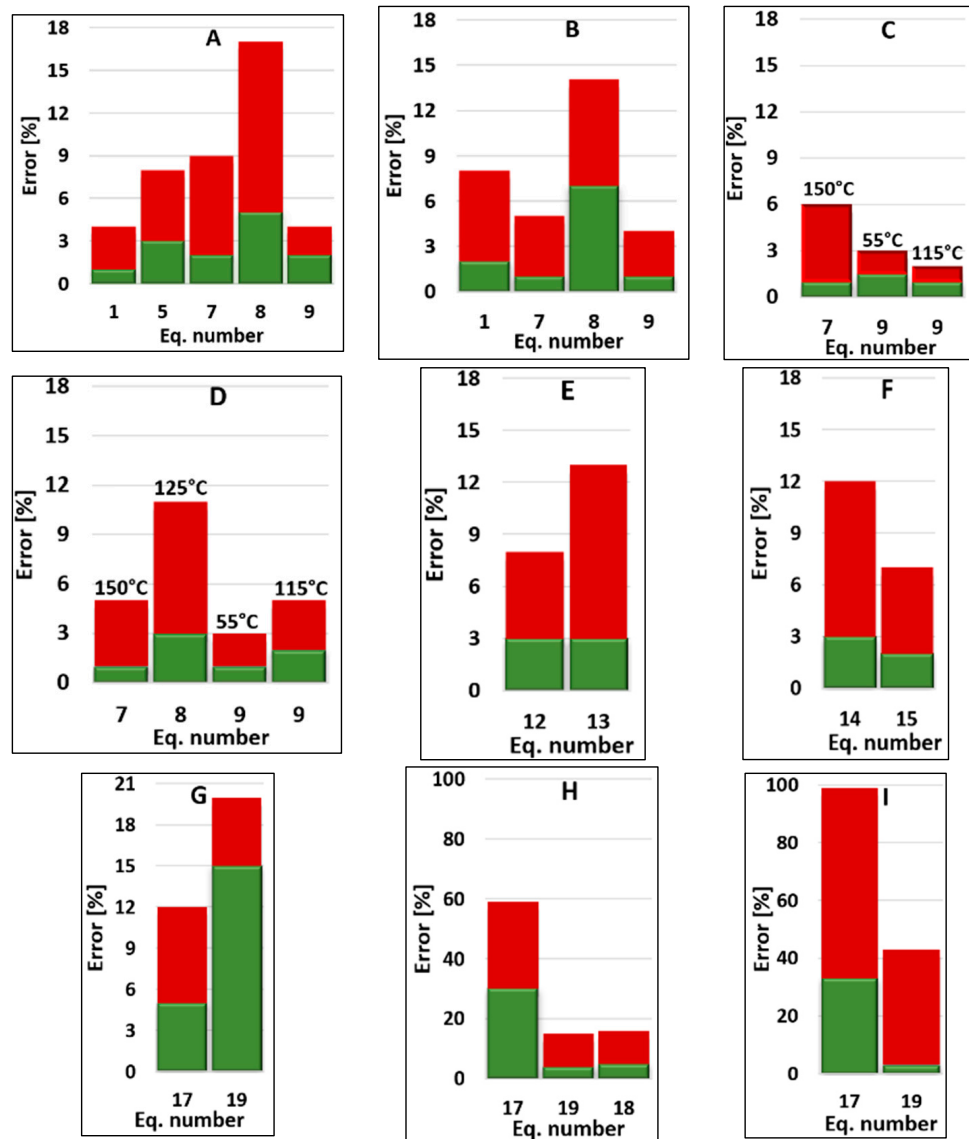 A
18
15
12
9
6
3
0
Error [%]
1 5 7 8 9
Eq. number
B
18
15
12
9
6
3
0
Error [%]
1 7 8 9
Eq. number
C
18
15
12
9
6
3
0
Error [%]
150°C
55°C
115°C
7 9 9
Eq. number
D
18
15
12
9
6
3
0
Error [%]
150°C
125°C
55°C
115°C
7 8 9 9
Eq. number
E
18
15
12
9
6
3
0
Error [%]
12 13
Eq. number
F
18
15
12
9
6
3
0
Error [%]
14 15
Eq. number
G
21
18
15
12
9
6
3
0
Error [%]
17 19
Eq. number
H
100
80
60
40
20
0
Error [%]
17 19 18
Eq. number
I
100
80
60
40
20
0
Error [%]
17 19
Eq. number